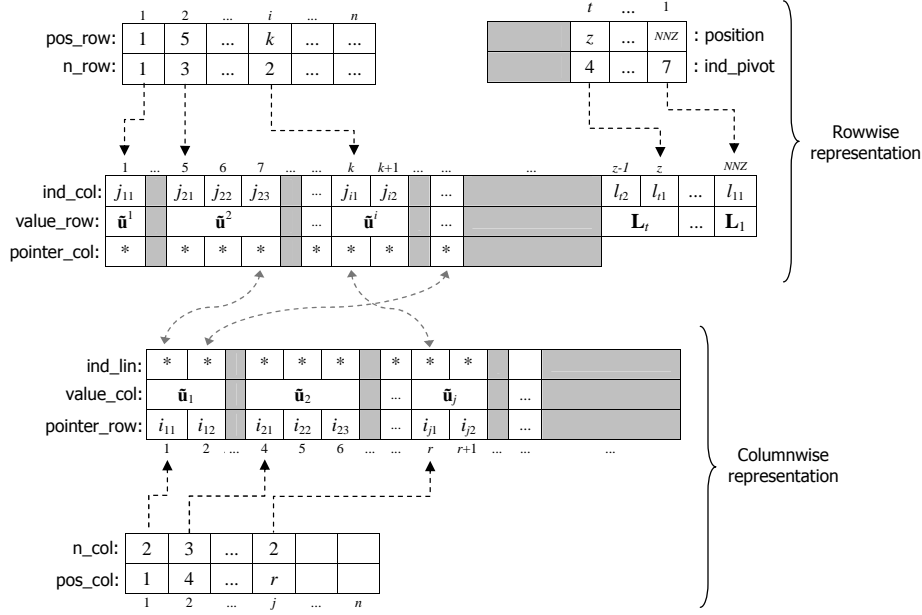 1 2 ... i ... n
pos_row: 1 5 ... k ... ...
n_row: 1 3 ... 2 ... ...
t ... 1
z ... NNZ : position
4 ... 7 : ind_pivot
Rowwise
representation
1 ... 5 6 7 ... ... k k+1 ... ... ... z-1 z NNZ
ind_col: j11 j21 j22 j23 ... ji1 ji2 ... lt2 lt1 ... l11
value_row: ũ1 ũ2 ... ũi ... Lt ... L1
pointer_col: * * * * * * * *
ind_lin: * * * * * * * *
value_col: ũ1 ũ2 ... ũj ...
pointer_row: i11 i12 i21 i22 i23 ... ij1 ij2 ...
1 2 ... 4 5 6 ... ... r r+1 ... ... ...
Columnwise
representation
n_col: 2 3 ... 2
pos_col: 1 4 ... r
1 2 ... j ... n